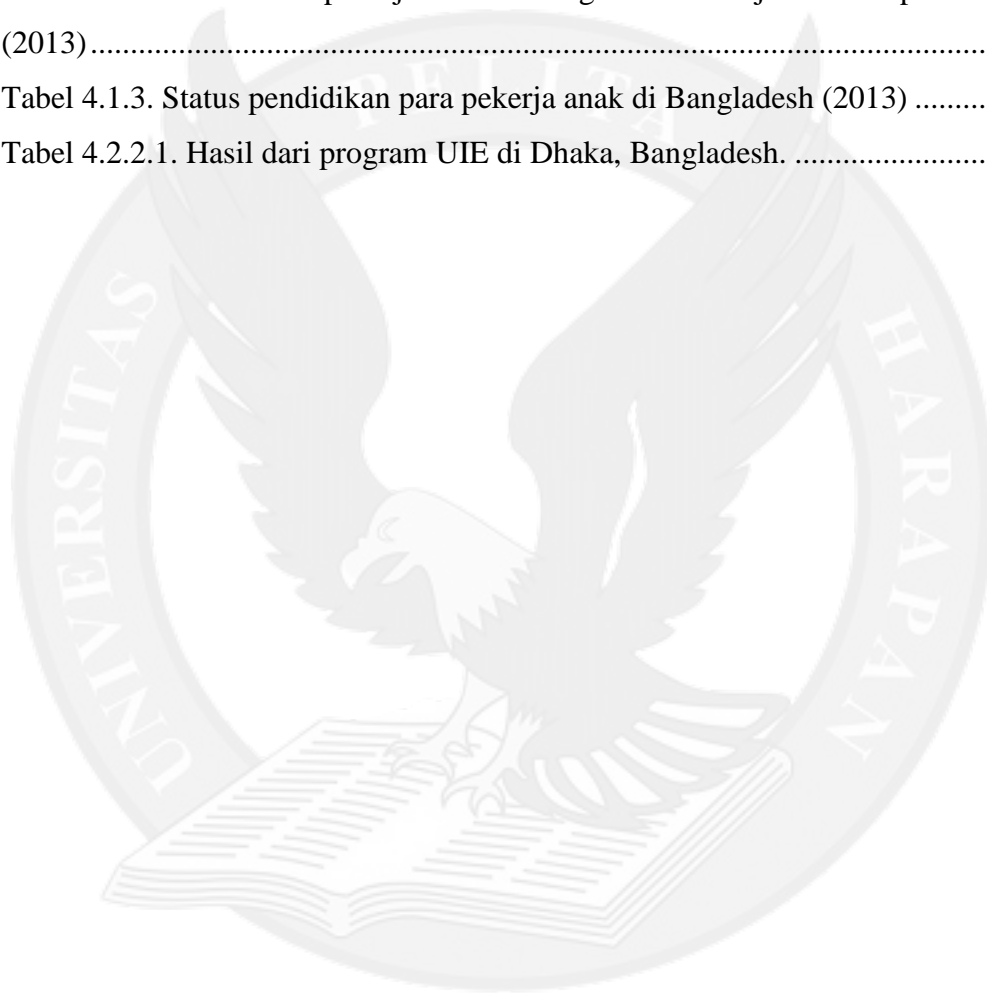 (2013) ................................................................................................................
Tabel 4.1.3. Status pendidikan para pekerja anak di Bangladesh (2013) .........
Tabel 4.2.2.1. Hasil dari program UIE di Dhaka, Bangladesh. ........................
UNIVERSITAS PELITA HARAPAN